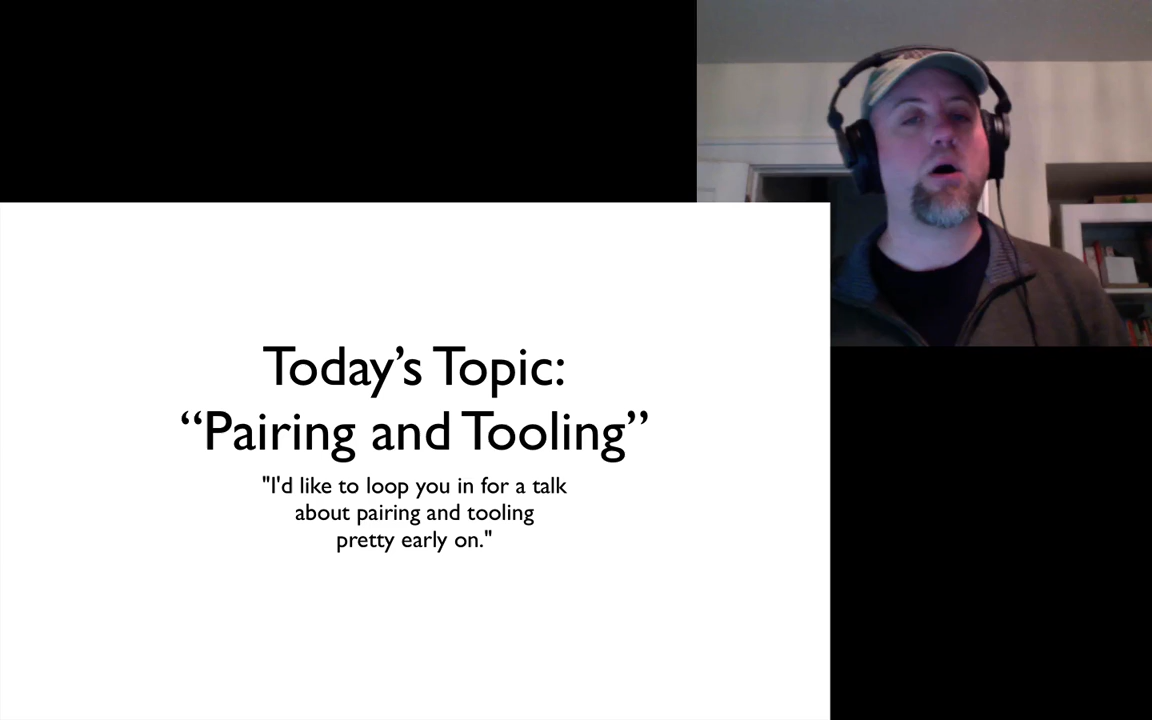 Today’s Topic:
“Pairing and Tooling”
"I'd like to loop you in for a talk
about pairing and tooling
pretty early on."